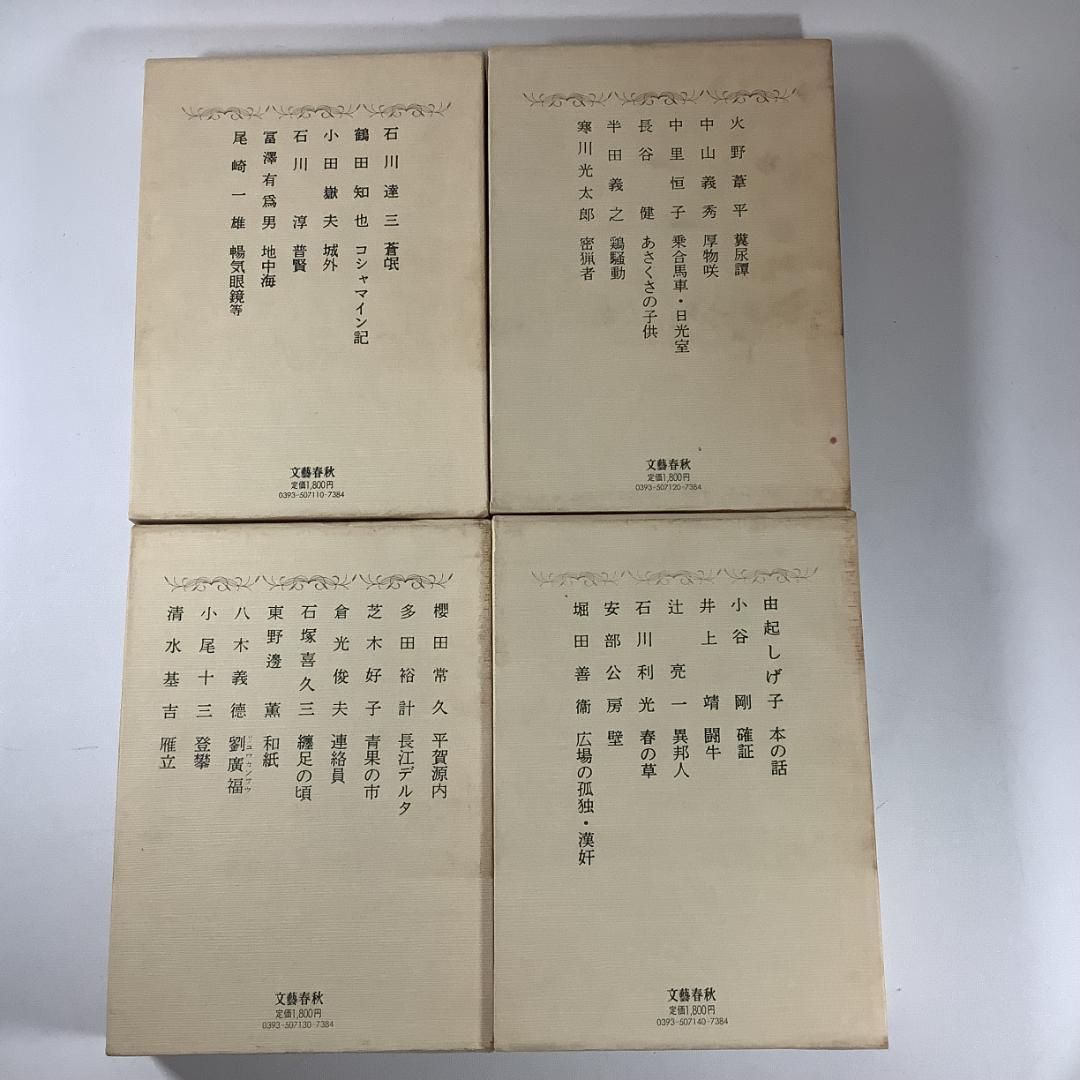 石川達三 蒼氓
鶴田知也 コシャマイン記
小田嶽夫 城外
石川淳 普賢
冨澤有爲男 地中海
尾崎一雄 暢気眼鏡等
文藝春秋
定価1,800円
0393-507110-7384
火野葦平 糞尿譚
中山義秀 厚物咲
中里恒子 乗合馬車・日光室
長谷健 あさくさの子供
半田義之 鶏騒動
寒川光太郎 密猟者
文藝春秋
定価1,800円
0393-507120-7384
櫻田常久 平賀源内
多田裕計 長江デルタ
芝木好子 青果の市
倉光俊夫 連絡員
石塚喜久三 纏足の頃
東野邊薫 和紙
八木義德 劉廣福
小尾十三 登攀
清水基吉 雁立
文藝春秋
定価1,800円
0393-507130-7384
由起しげ子 本の話
小谷剛 確証
井上靖 闘牛
辻亮一 異邦人
石川利光 春の草
安部公房 壁
堀田善衞 広場の孤独・漢奸
文藝春秋
定価1,800円
0393-507140-7384